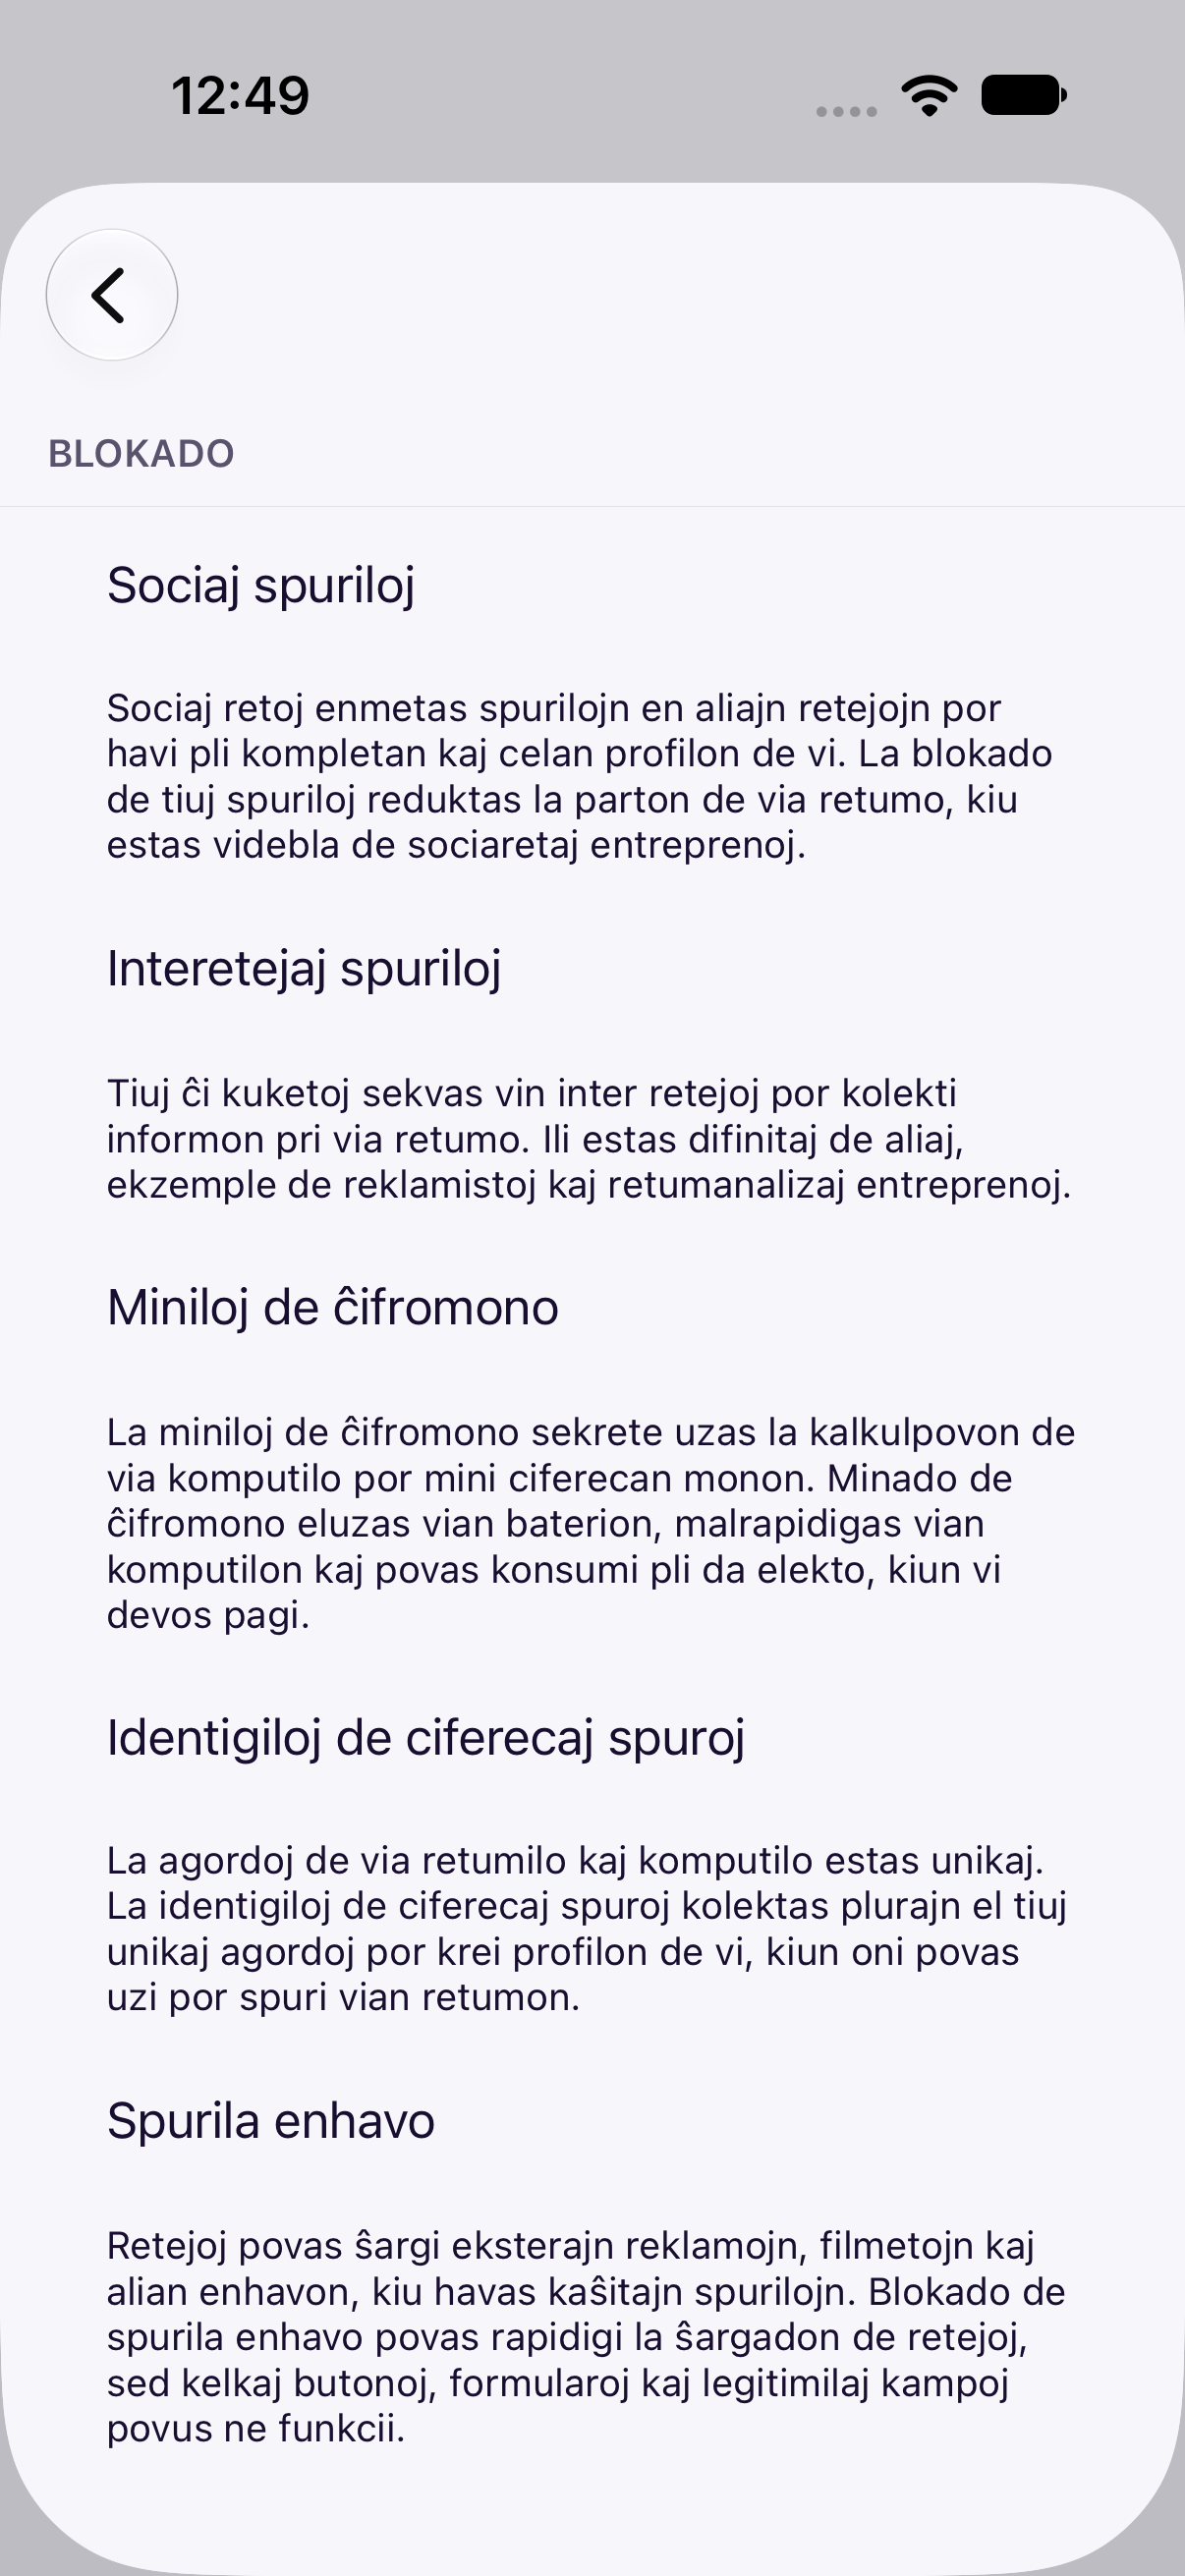 12:49
BLOKADO
Sociaj spuriloj
Sociaj retoj enmetas spurilojn en aliajn retejojn por
havi pli kompletan kaj celan profilon de vi. La blokado
de tiuj spuriloj reduktas la parton de via retumo, kiu
estas videbla de sociaretaj entreprenoj.
Interetejaj spuriloj
Tiuj ĉi kuketoj sekvas vin inter retejoj por kolekti
informon pri via retumo. Ili estas difinitaj de aliaj,
ekzemple de reklamistoj kaj retumanalizaj entreprenoj.
Miniloj de ĉifromono
La miniloj de ĉifromono sekrete uzas la kalkulpovon de
via komputilo por mini ciferecan monon. Minado de
ĉifromono eluzas vian baterion, malrapidigas vian
komputilon kaj povas konsumi pli da elekto, kiun vi
devos pagi.
Identigiloj de ciferecaj spuroj
La agordoj de via retumilo kaj komputilo estas unikaj.
La identigiloj de ciferecaj spuroj kolektas plurajn el tiuj
unikaj agordoj por krei profilon de vi, kiun oni povas
uzi por spuri vian retumon.
Spurila enhavo
Retejoj povas ŝargi eksterajn reklamojn, filmetojn kaj
alian enhavon, kiu havas kaŝitajn spurilojn. Blokado de
spurila enhavo povas rapidigi la ŝargadon de retejoj,
sed kelkaj butonoj, formularoj kaj legitimilaj kampoj
povus ne funkcii.